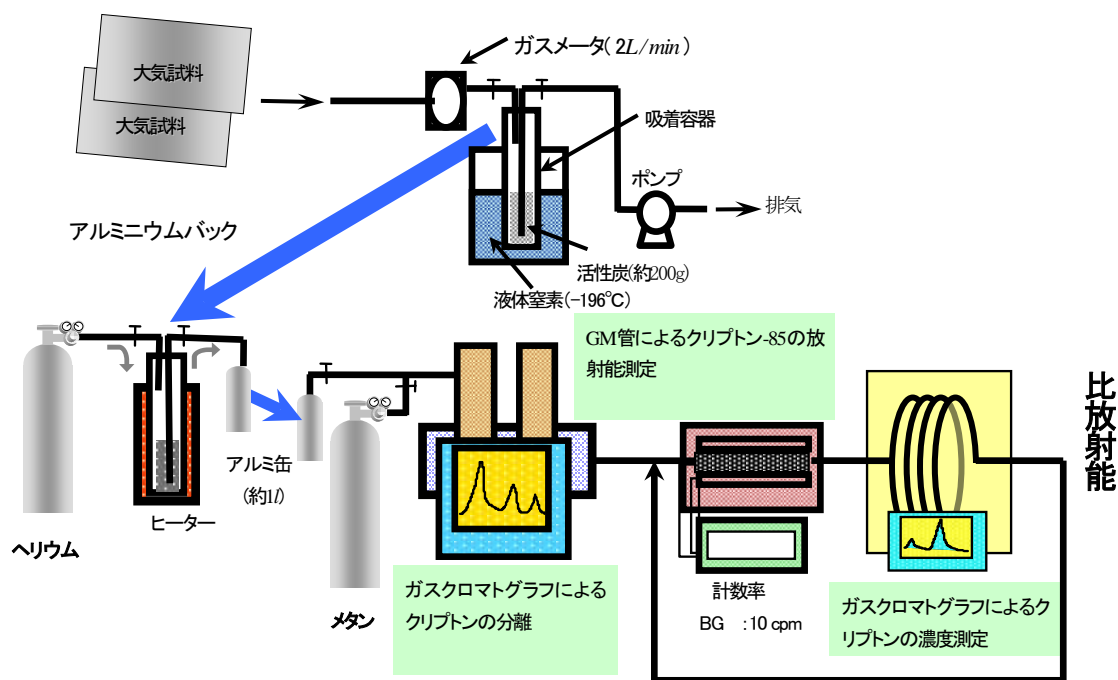 大気試料
大気試料
ガスメータ( 2L/min )
吸着容器
ポンプ
排気
アルミニウムバック
活性炭(約200g)
液体窒素(-196℃)
GM管によるクリプトン-85の放
射能測定
比放射能
アルミ缶
(約1l)
ヒーター
ヘリウム
メタン
ガスクロマトグラフによる
クリプトンの分離
計数率
BG : 10 cpm
ガスクロマトグラフによるク
リプトンの濃度測定